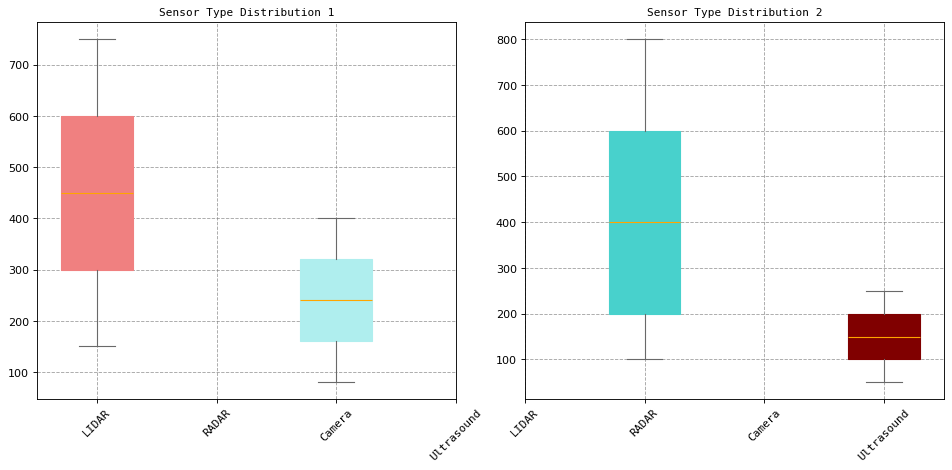 Sensor Type Distribution 1
700
600
500
400
300
200
100
LIDAR
RADAR
Camera
Ultrasound
Sensor Type Distribution 2
800
700
600
500
400
300
200
100
LIDAR
RADAR
Camera
Ultrasound